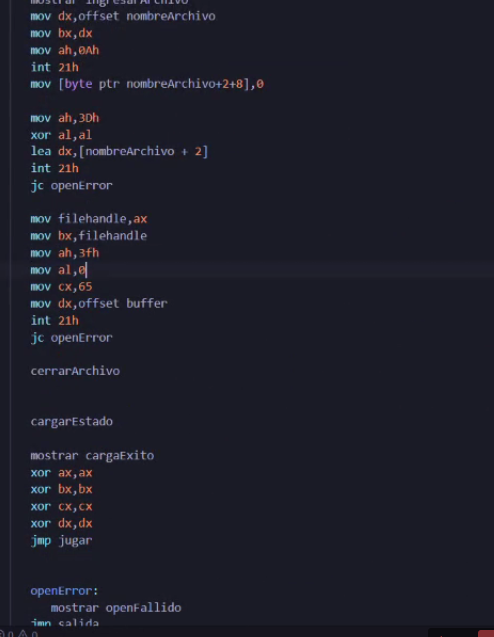 mostrar ingresarArchivo
mov dx,offset nombreArchivo
mov bx,dx
mov ah,0Ah
int 21h
mov [byte ptr nombreArchivo+2+8],0
mov ah,3Dh
xor al,al
lea dx,[nombreArchivo + 2]
int 21h
jc openError
mov filehandle,ax
mov bx,filehandle
mov ah,3fh
mov al,0
mov cx,65
mov dx,offset buffer
int 21h
jc openError
cerrarArchivo
cargarEstado
mostrar cargaExito
xor ax,ax
xor bx,bx
xor cx,cx
xor dx,dx
jmp jugar
openError:
mostrar openFallido
jmp salida
0 0